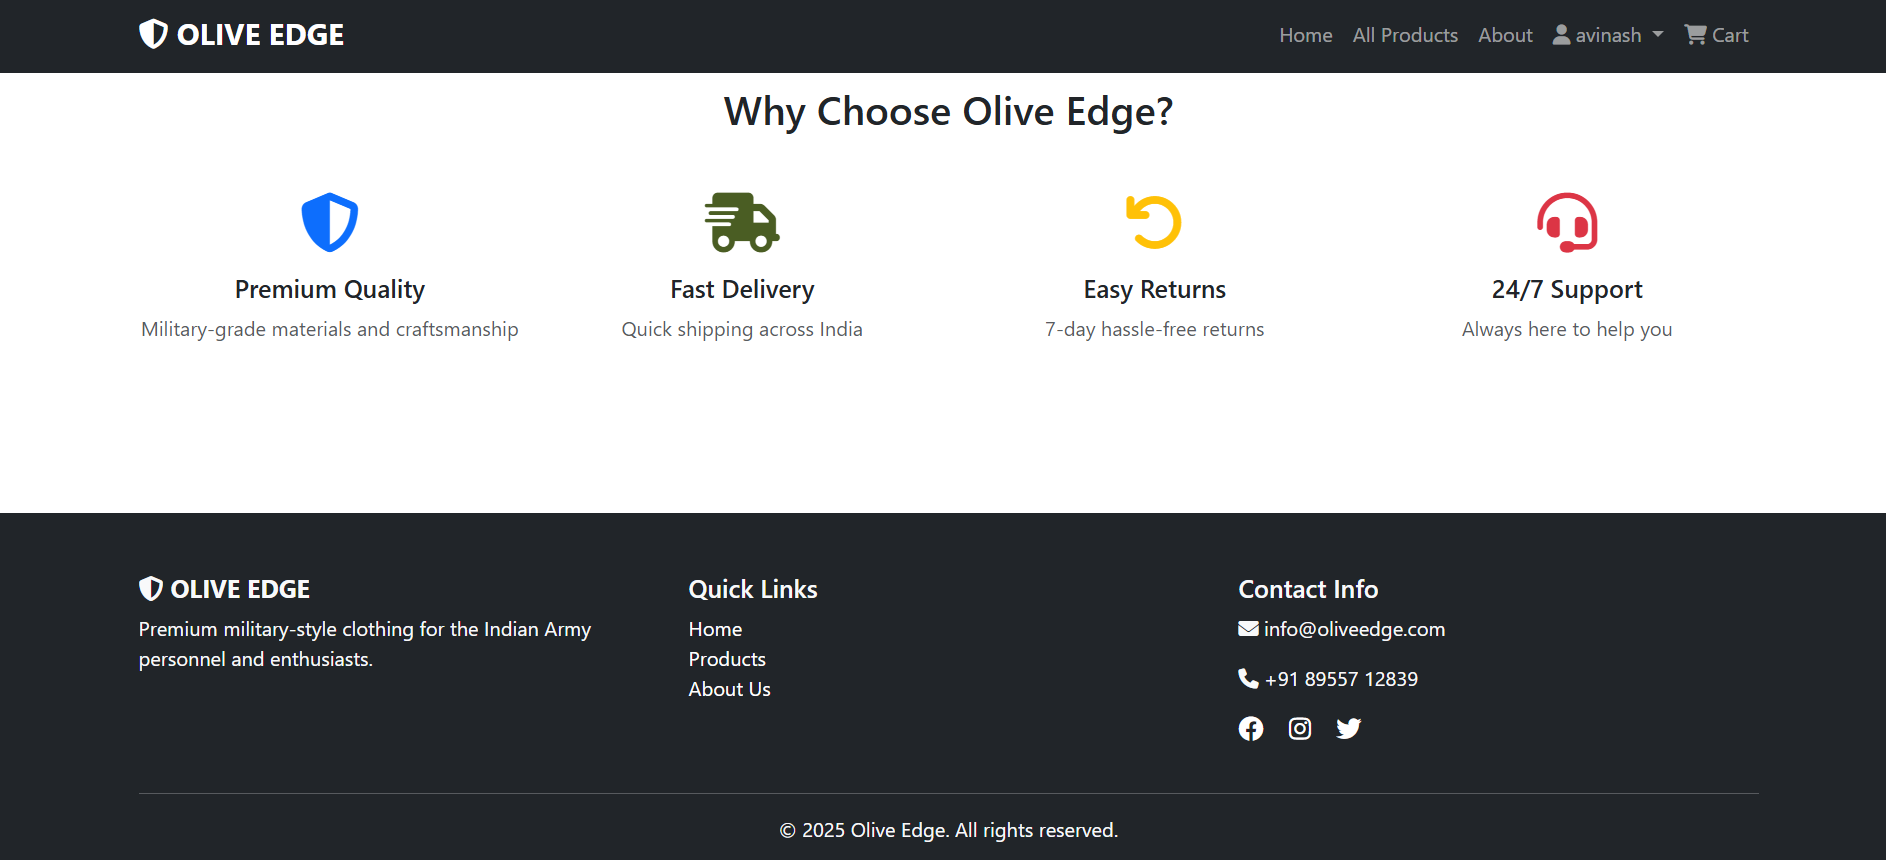 OLIVE EDGE
Home All Products About avinash Cart
Why Choose Olive Edge?
Premium Quality
Military-grade materials and craftsmanship
Fast Delivery
Quick shipping across India
Easy Returns
7-day hassle-free returns
24/7 Support
Always here to help you
OLIVE EDGE
Premium military-style clothing for the Indian Army
personnel and enthusiasts.
Quick Links
Home
Products
About Us
Contact Info
info@oliveedge.com
+91 89557 12839
© 2025 Olive Edge. All rights reserved.